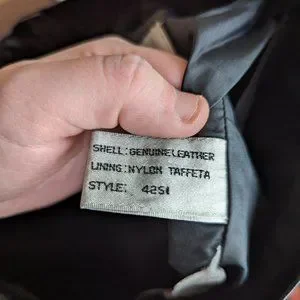 SHELL:GENUINE LEATHER
LINING:NYLON TAFFETA
STYLE: 4251